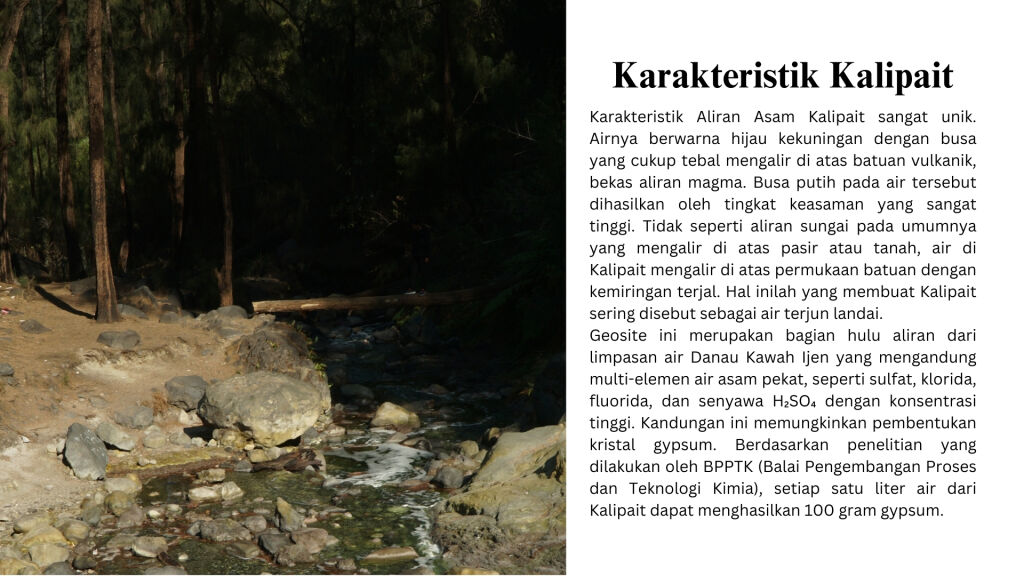 Karakteristik Kalipait
Karakteristik Aliran Asam Kalipait sangat unik.
Airnya berwarna hijau kekuningan dengan busa
yang cukup tebal mengalir di atas batuan vulkanik,
bekas aliran magma. Busa putih pada air tersebut
dihasilkan oleh tingkat keasaman yang sangat
tinggi. Tidak seperti aliran sungai pada umumnya
yang mengalir di atas pasir atau tanah, air di
Kalipait mengalir di atas permukaan batuan dengan
kemiringan terjal. Hal inilah yang membuat Kalipait
sering disebut sebagai air terjun landai.
Geosite ini merupakan bagian hulu aliran dari
limpasan air Danau Kawah Ijen yang mengandung
multi-elemen air asam pekat, seperti sulfat, klorida,
fluorida, dan senyawa H₂SO₄ dengan konsentrasi
tinggi. Kandungan ini memungkinkan pembentukan
kristal gypsum. Berdasarkan penelitian yang
dilakukan oleh BPPTK (Balai Pengembangan Proses
dan Teknologi Kimia), setiap satu liter air dari
Kalipait dapat menghasilkan 100 gram gypsum.